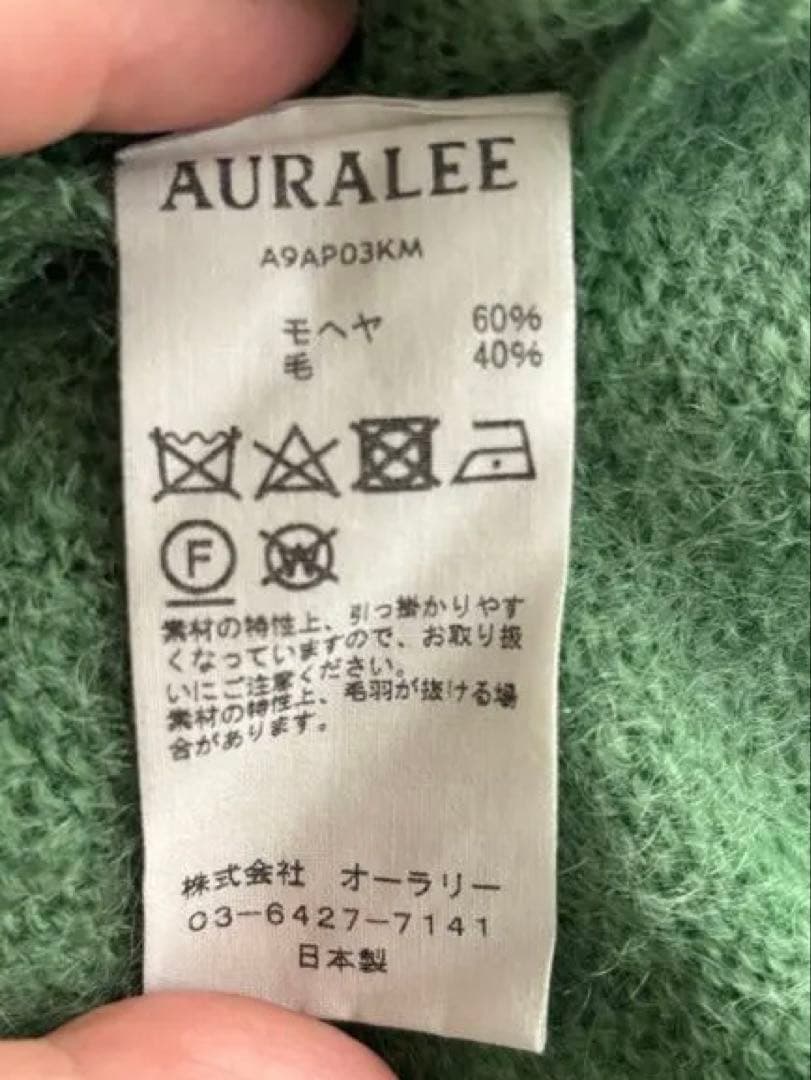 AURALEE
A9AP03KM
モヘヤ 60%
毛 40%
F W
素材の特性上、引っ掛かりやす
くなっていますので、お取り扱
いにご注意ください。
素材の特性上、毛羽が抜ける場
合があります。
株式会社 オーラリー
03-6427-7141
日本製